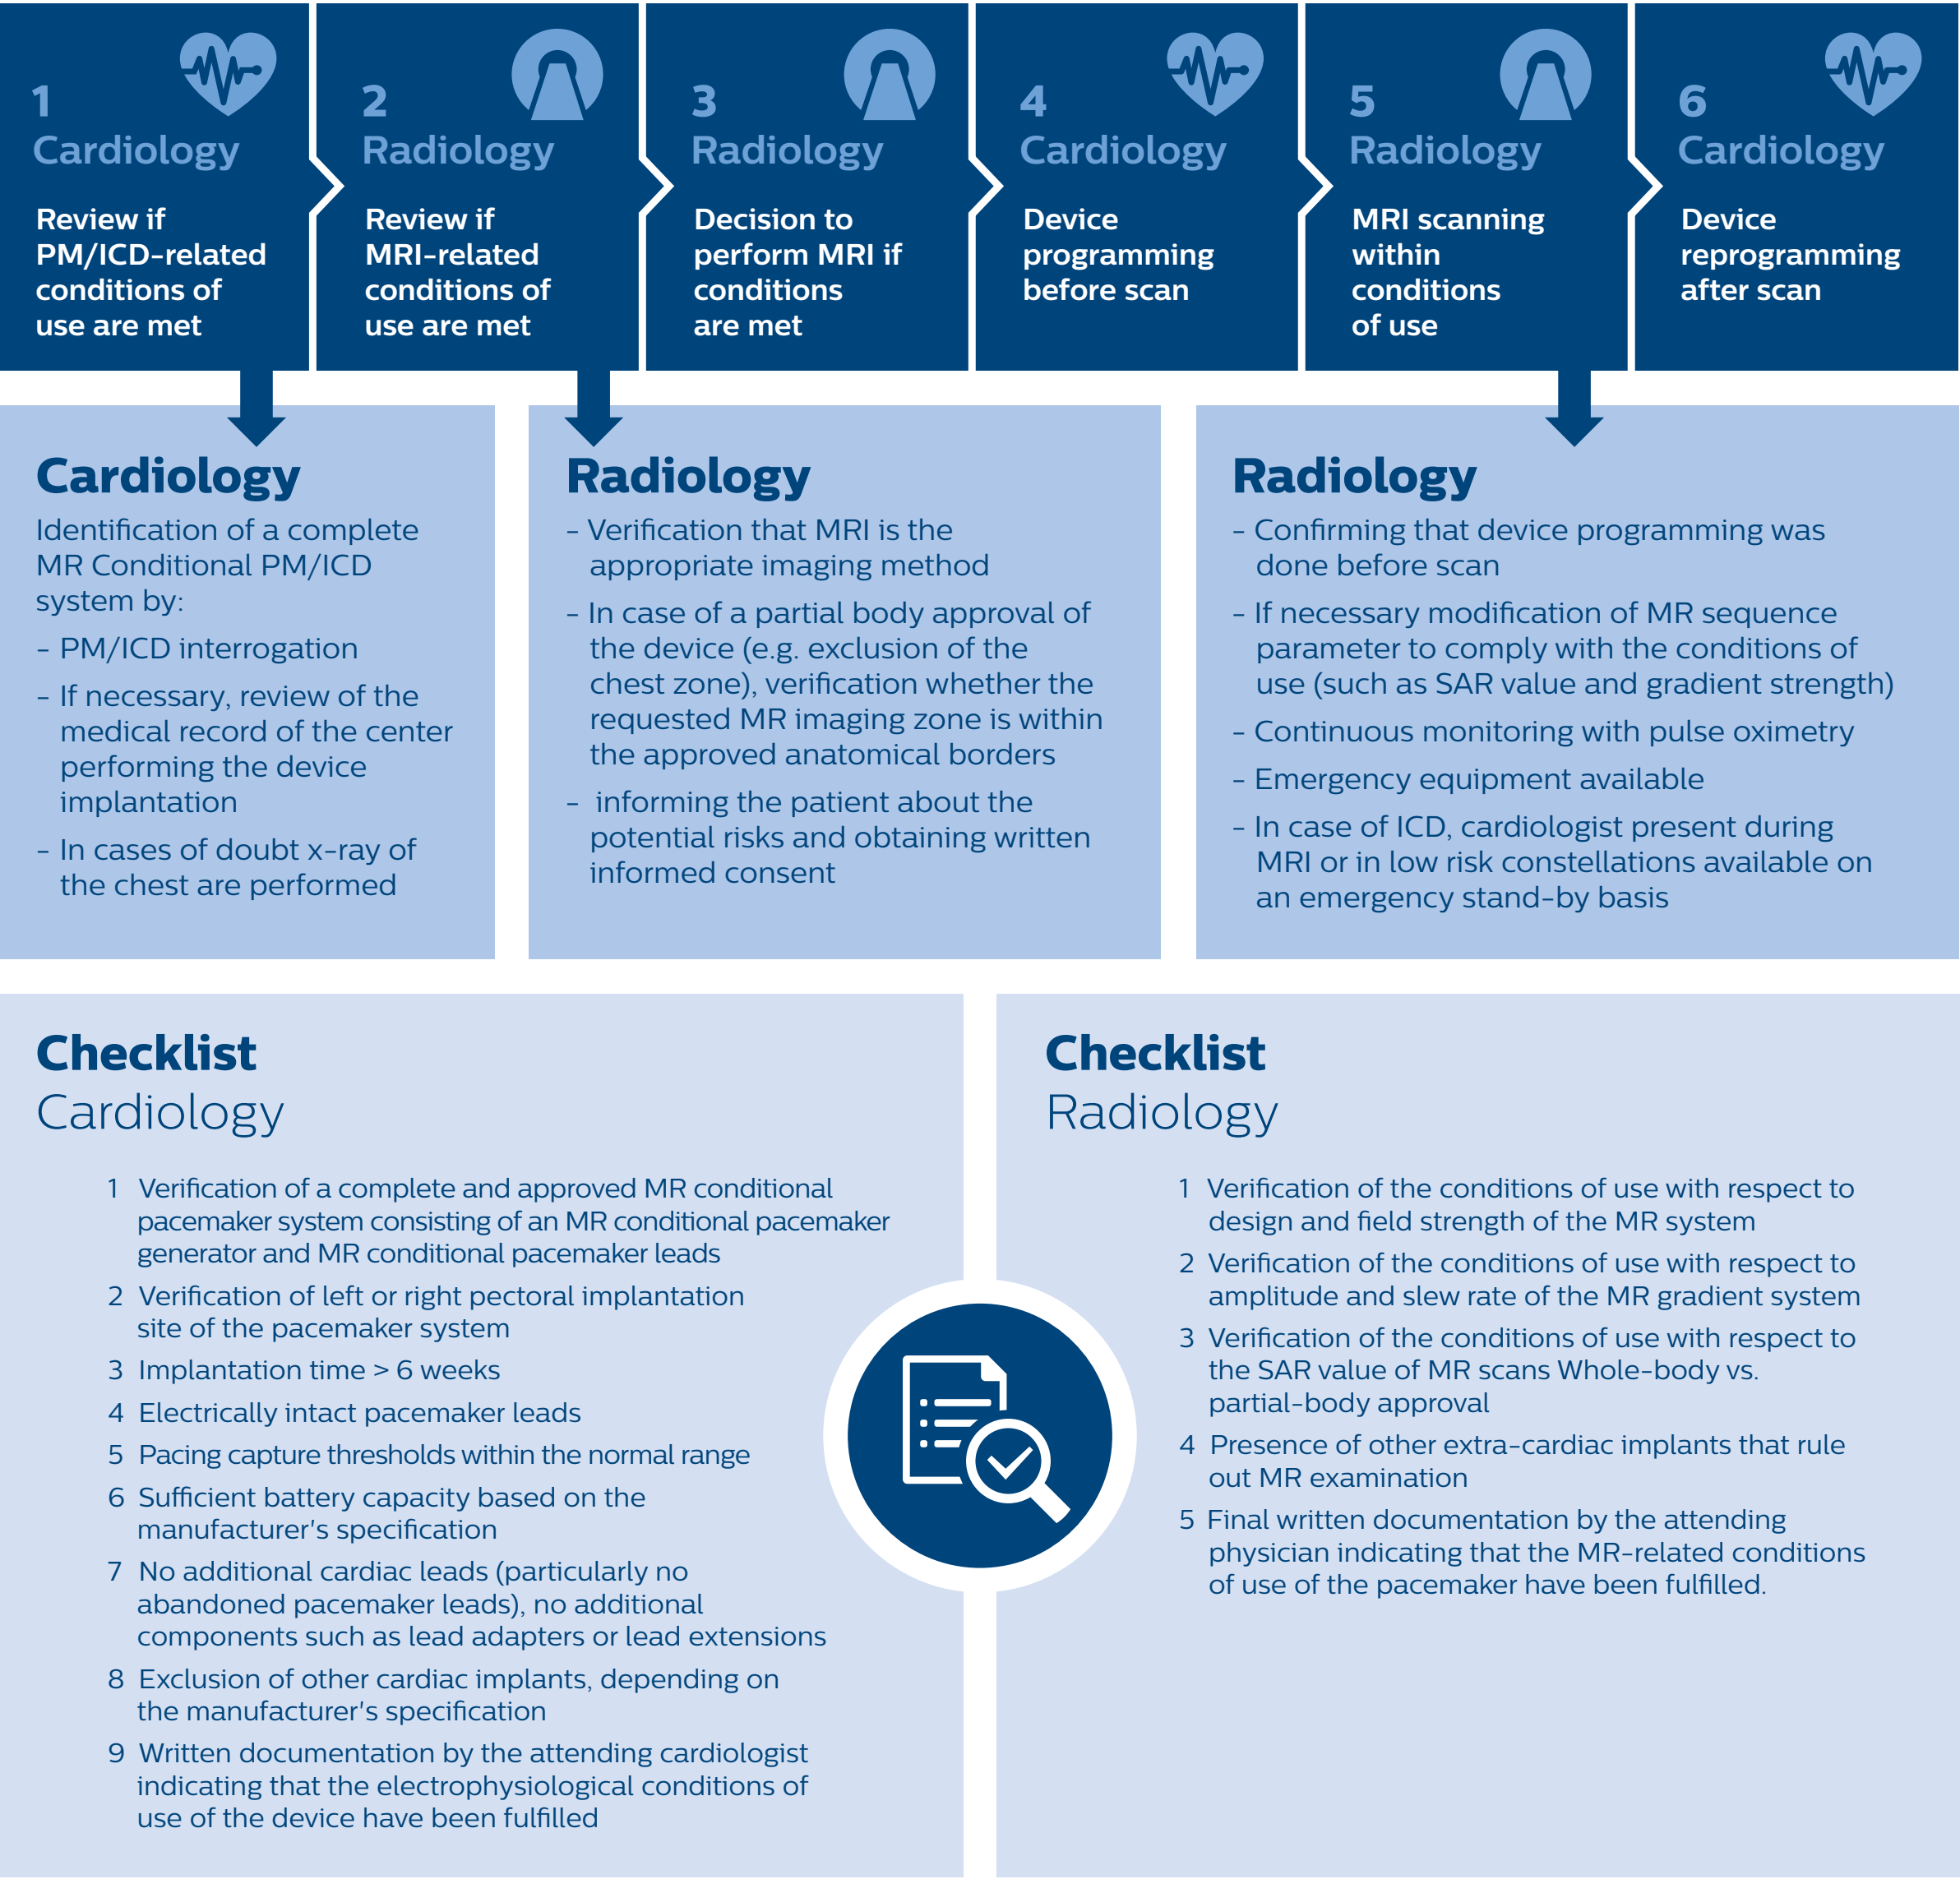 1
Cardiology
Review if
PM/ICD-related
conditions of
use are met
2
Radiology
Review if
MRI-related
conditions of
use are met
3
Radiology
Decision to
perform MRI if
conditions
are met
4
Cardiology
Device
programming
before scan
5
Radiology
MRI scanning
within
conditions
of use
6
Cardiology
Device
reprogramming
after scan
Cardiology
Identification of a complete
MR Conditional PM/ICD
system by:
- PM/ICD interrogation
- If necessary, review of the
medical record of the center
performing the device
implantation
- In cases of doubt x-ray of
the chest are performed
Radiology
- Verification that MRI is the
appropriate imaging method
- In case of a partial body approval of
the device (e.g. exclusion of the
chest zone), verification whether the
requested MR imaging zone is within
the approved anatomical borders
- informing the patient about the
potential risks and obtaining written
informed consent
Radiology
- Confirming that device programming was
done before scan
- If necessary modification of MR sequence
parameter to comply with the conditions of
use (such as SAR value and gradient strength)
- Continuous monitoring with pulse oximetry
- Emergency equipment available
- In case of ICD, cardiologist present during
MRI or in low risk constellations available on
an emergency stand-by basis
Checklist
Cardiology
1 Verification of a complete and approved MR conditional
pacemaker system consisting of an MR conditional pacemaker
generator and MR conditional pacemaker leads
2 Verification of left or right pectoral implantation
site of the pacemaker system
3 Implantation time > 6 weeks
4 Electrically intact pacemaker leads
5 Pacing capture thresholds within the normal range
6 Sufficient battery capacity based on the
manufacturer's specification
7 No additional cardiac leads (particularly no
abandoned pacemaker leads), no additional
components such as lead adapters or lead extensions
8 Exclusion of other cardiac implants, depending on
the manufacturer's specification
9 Written documentation by the attending cardiologist
indicating that the electrophysiological conditions of
use of the device have been fulfilled
Checklist
Radiology
1 Verification of the conditions of use with respect to
design and field strength of the MR system
2 Verification of the conditions of use with respect to
amplitude and slew rate of the MR gradient system
3 Verification of the conditions of use with respect to
the SAR value of MR scans Whole-body vs.
partial-body approval
4 Presence of other extra-cardiac implants that rule
out MR examination
5 Final written documentation by the attending
physician indicating that the MR-related conditions
of use of the pacemaker have been fulfilled.